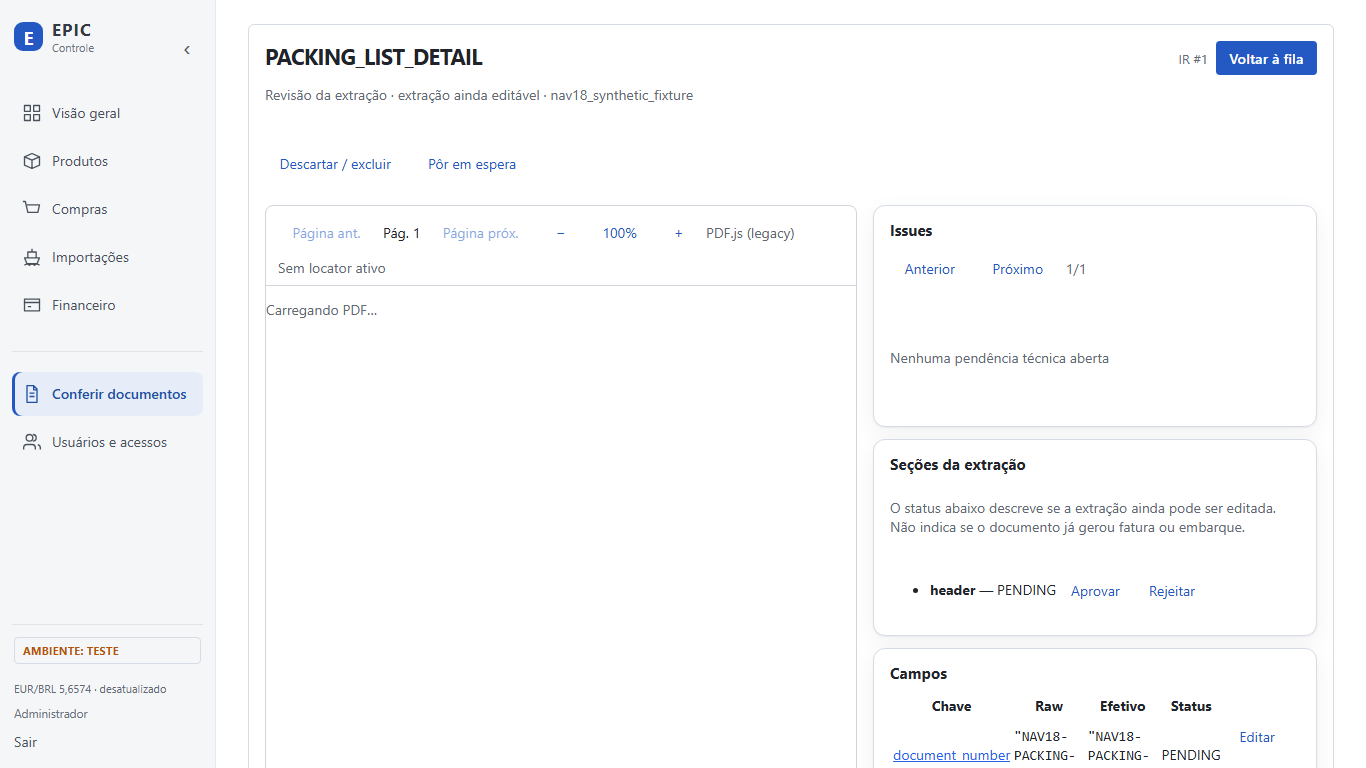 E
EPIC
Controle
Visão geral
Produtos
Compras
Importações
Financeiro
Conferir documentos
Usuários e acessos
AMBIENTE: TESTE
EUR/BRL 5,6574 · desatualizado
Administrador
Sair
PACKING_LIST_DETAIL
IR #1
Voltar à fila
Revisão da extração · extração ainda editável · nav18_synthetic_fixture
Descartar / excluir
Pôr em espera
Página ant.
Pág. 1
Página próx.
−
100%
+
PDF.js (legacy)
Sem locator ativo
Carregando PDF…
Issues
Anterior
Próximo
1/1
Nenhuma pendência técnica aberta
Seções da extração
O status abaixo descreve se a extração ainda pode ser editada.
Não indica se o documento já gerou fatura ou embarque.
header — PENDING
Aprovar
Rejeitar
Campos
Chave Raw Efetivo Status
"NAV18- "NAV18- Editar
document_number PACKING- PACKING- PENDING